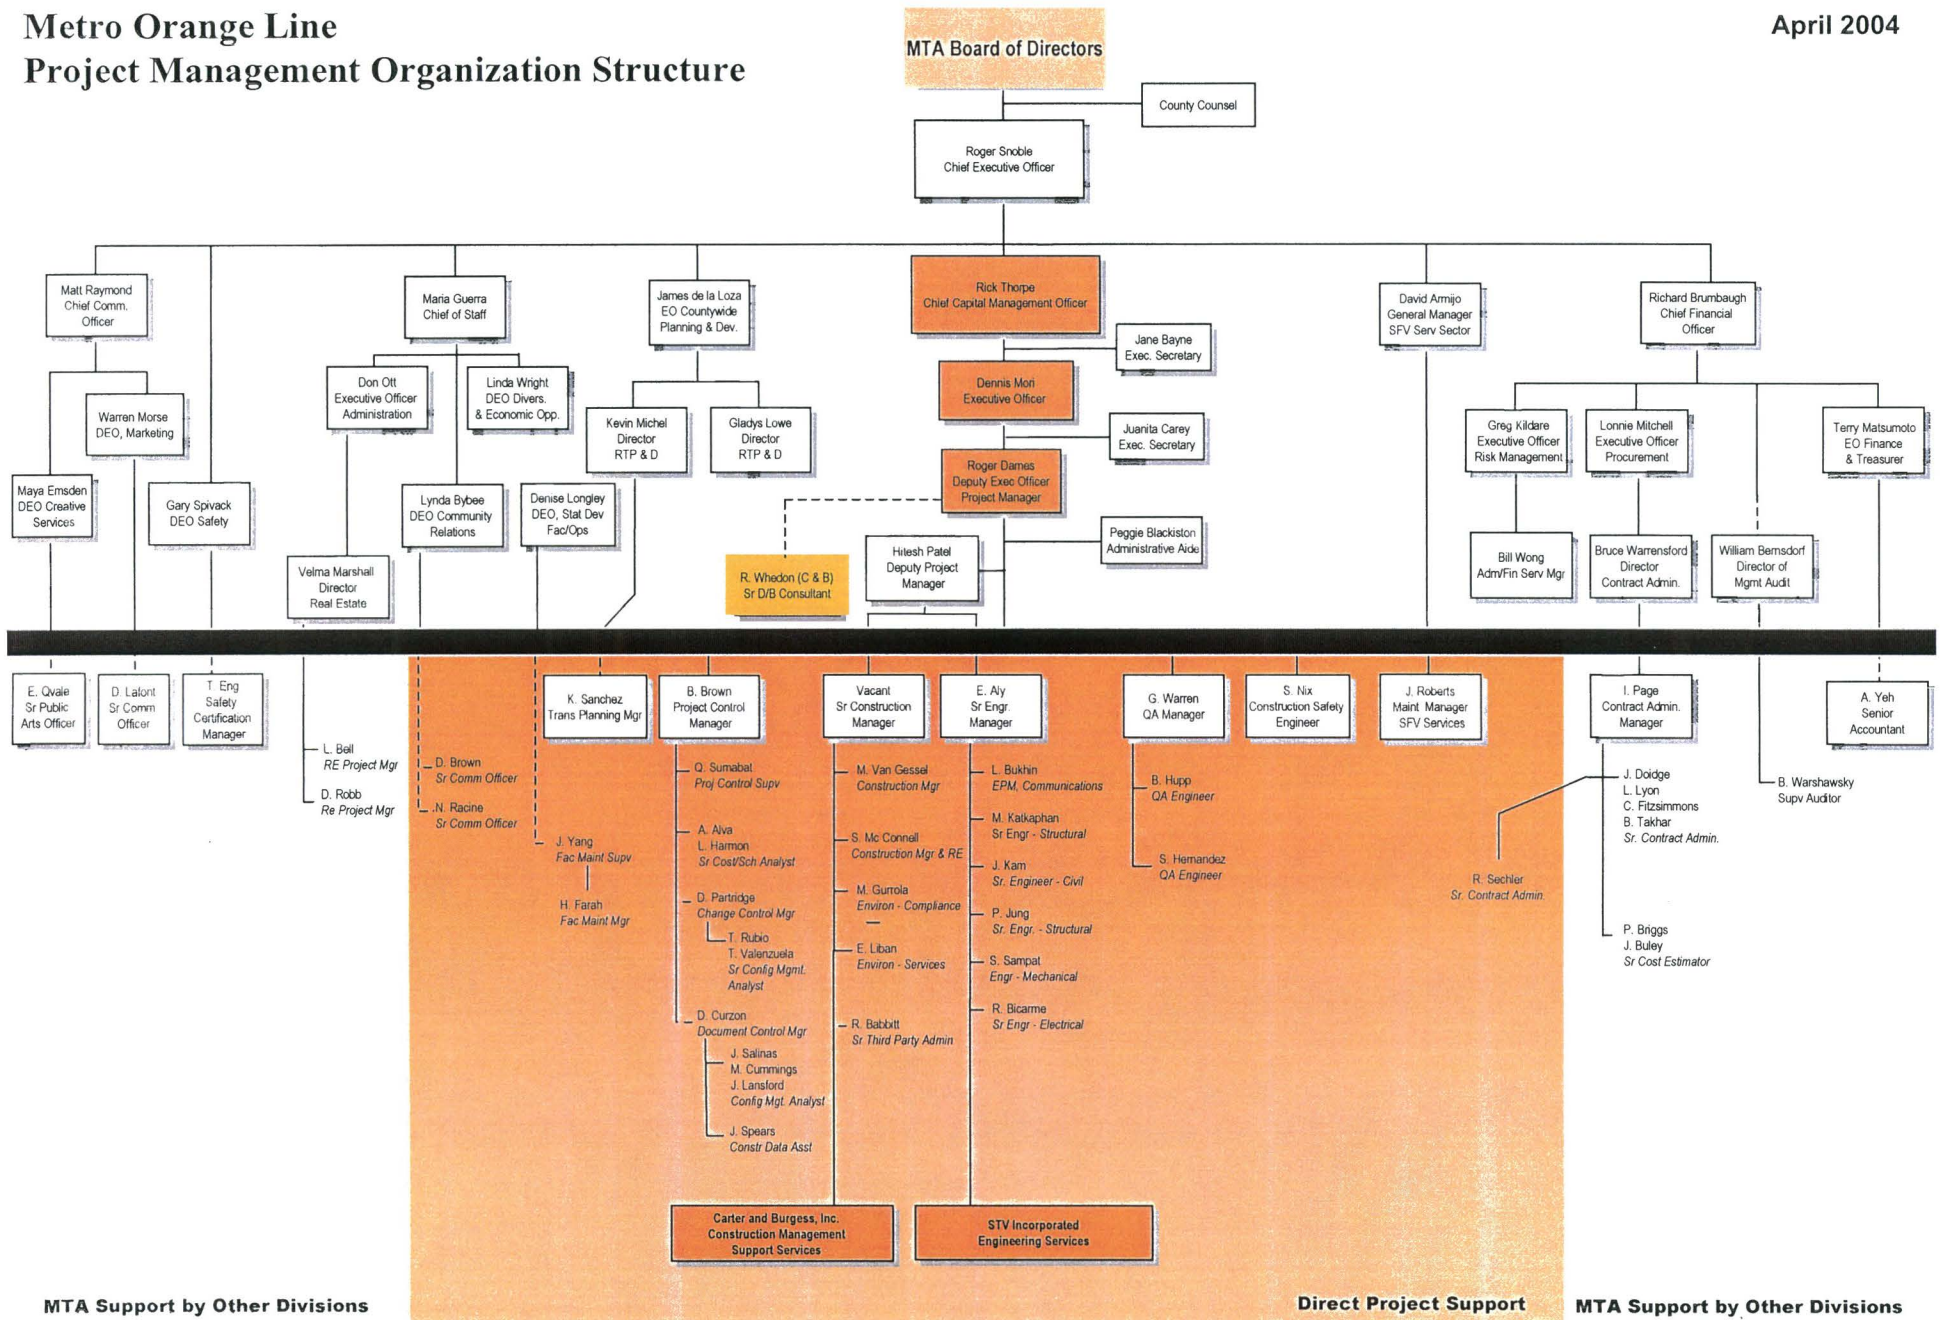 Metro Orange Line
Project Management Organization Structure
April 2004
MTA Board of Directors
County Counsel
Roger Snoble
Chief Executive Officer
Matt Raymond
Chief Comm.
Officer
Maria Guerra
Chief of Staff
James de la Loza
EO Countywide
Planning & Dev.
Rick Thorpe
Chief Capital Management Officer
David Armijo
General Manager
SFV Serv Sector
Richard Brumbaugh
Chief Financial
Officer
Jane Bayne
Exec. Secretary
Warren Morse
DEO, Marketing
Don Ott
Executive Officer
Administration
Linda Wright
DEO Divers.
& Economic Opp.
Kevin Michel
Director
RTP & D
Gladys Lowe
Director
RTP & D
Dennis Mori
Executive Officer
Juanita Carey
Exec. Secretary
Greg Kildare
Executive Officer
Risk Management
Lonnie Mitchell
Executive Officer
Procurement
Terry Matsumoto
EO Finance
& Treasurer
Maya Emsden
DEO Creative
Services
Gary Spivack
DEO Safety
Lynda Bybee
DEO Community
Relations
Denise Longley
DEO, Stat Dev
Fac/Ops
Roger Dames
Deputy Exec Officer
Project Manager
Velma Marshall
Director
Real Estate
R. Whedon (C & B)
Sr D/B Consultant
Hitesh Patel
Deputy Project
Manager
Peggie Blackiston
Administrative Aide
Bill Wong
Adm/Fin Serv Mgr
Bruce Warrensford
Director
Contract Admin.
William Bernsdorf
Director of
Mgmt Audit
E. Qvale
Sr Public
Arts Officer
D. Lafont
Sr Comm
Officer
T. Eng
Safety
Certification
Manager
L. Bell
RE Project Mgr
D. Robb
Re Project Mgr
D. Brown
Sr Comm Officer
N. Racine
Sr Comm Officer
K. Sanchez
Trans Planning Mgr
J. Yang
Fac Maint Supv
H. Farah
Fac Maint Mgr
B. Brown
Project Control
Manager
Q. Sumabat
Proj Control Supv
A. Alva
L. Harmon
Sr Cost/Sch Analyst
D. Partridge
Change Control Mgr
T. Rubio
T. Valenzuela
Sr Config Mgmt.
Analyst
D. Curzon
Document Control Mgr
J. Salinas
M. Cummings
J. Lansford
Config Mgt. Analyst
J. Spears
Constr Data Asst
Vacant
Sr Construction
Manager
M. Van Gessel
Construction Mgr
S. Mc Connell
Construction Mgr & RE
M. Gurrola
Environ - Compliance
E. Liban
Environ - Services
R. Babbitt
Sr Third Party Admin
E. Aly
Sr Engr.
Manager
L. Bukhin
EPM, Communications
M. Katkaphan
Sr Engr - Structural
J. Kam
Sr. Engineer - Civil
P. Jung
Sr. Engr. - Structural
S. Sampat
Engr - Mechanical
R. Bicarme
Sr Engr - Electrical
G. Warren
QA Manager
B. Hupp
QA Engineer
S. Hernandez
QA Engineer
S. Nix
Construction Safety
Engineer
J. Roberts
Maint Manager
SFV Services
I. Page
Contract Admin.
Manager
J. Doidge
L. Lyon
C. Fitzsimmons
B. Takhar
Sr. Contract Admin.
R. Sechler
Sr. Contract Admin.
P. Briggs
J. Buley
Sr Cost Estimator
B. Warshawsky
Supv Auditor
A. Yeh
Senior
Accountant
Carter and Burgess, Inc.
Construction Management
Support Services
STV Incorporated
Engineering Services
MTA Support by Other Divisions
Direct Project Support
MTA Support by Other Divisions